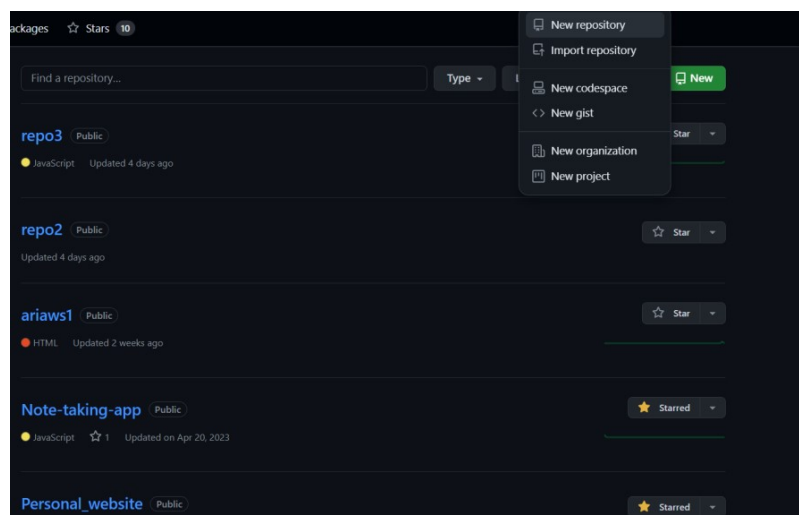 ackages Stars 10
New repository
Import repository
Find a repository... Type L New
New codespace
New gist
repo3 Public Star
New organization
JavaScript Updated 4 days ago
New project
repo2 Public Star
Updated 4 days ago
ariaws1 Public Star
HTML Updated 2 weeks ago
Note-taking-app Public Starred
JavaScript 1 Updated on Apr 20, 2023
Personal_website Public Starred